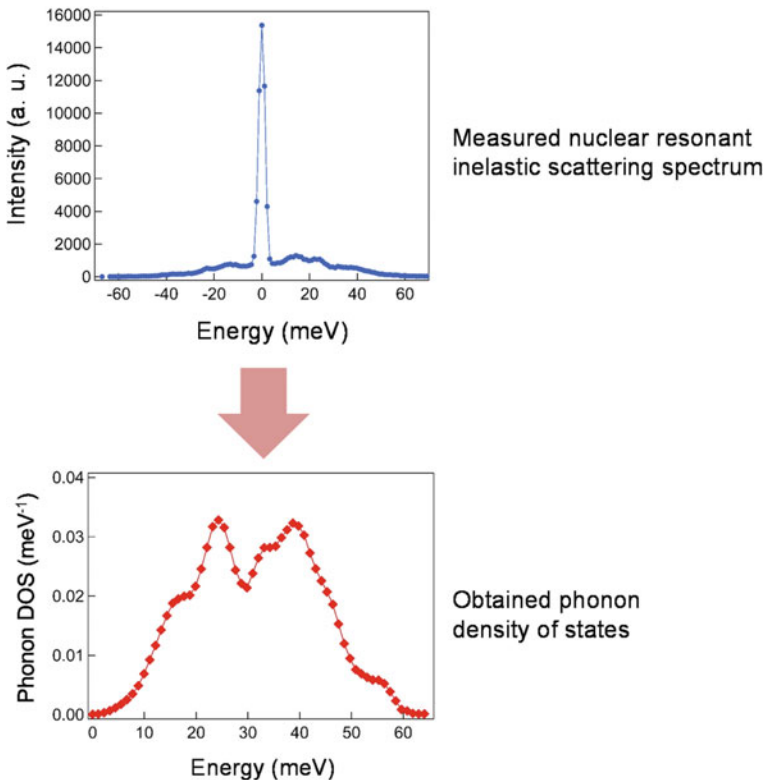 16000
14000
12000
10000
8000
6000
4000
2000
0
Intensity (a. u.)
-60 -40 -20 0 20 40 60
Energy (meV)
Measured nuclear resonant
inelastic scattering spectrum
0.04
0.03
0.02
0.01
0.00
Phonon DOS (meV⁻¹)
0 10 20 30 40 50 60
Energy (meV)
Obtained phonon
density of states